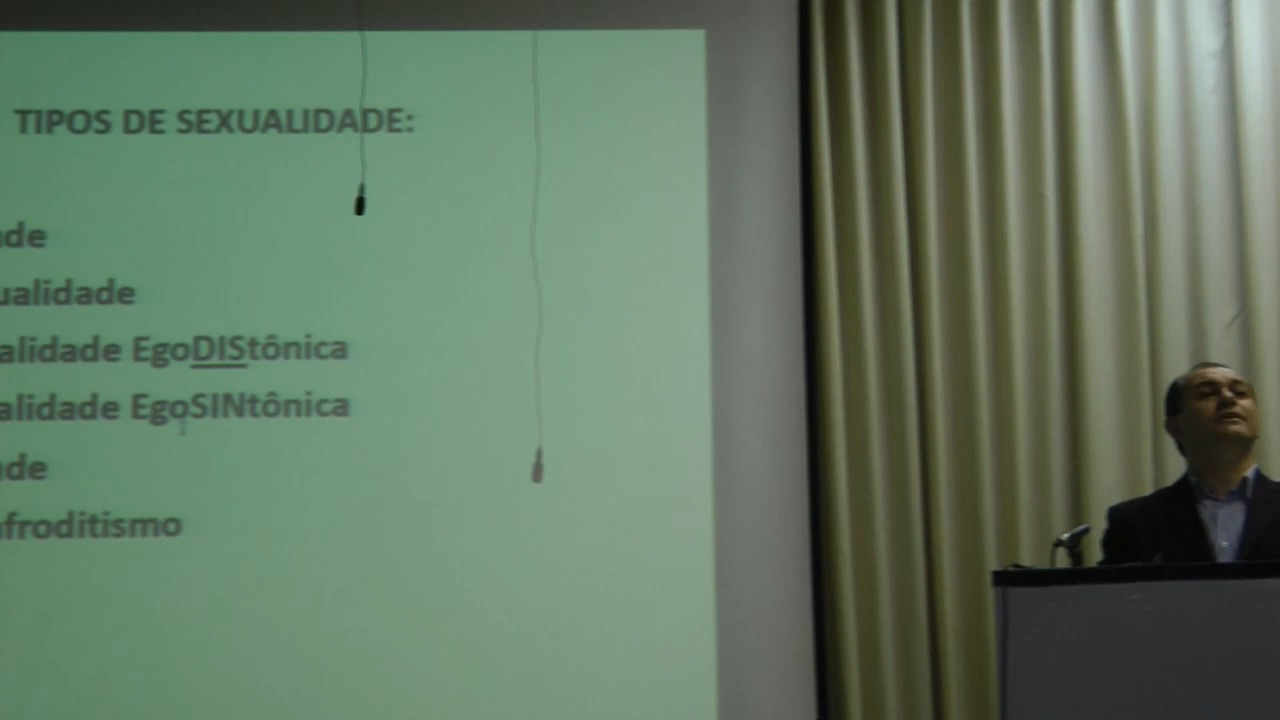 TIPOS DE SEXUALIDADE:
ade
ualidade
alidade EgoDIStônica
alidade EgoSINtônica
ade
afroditismo